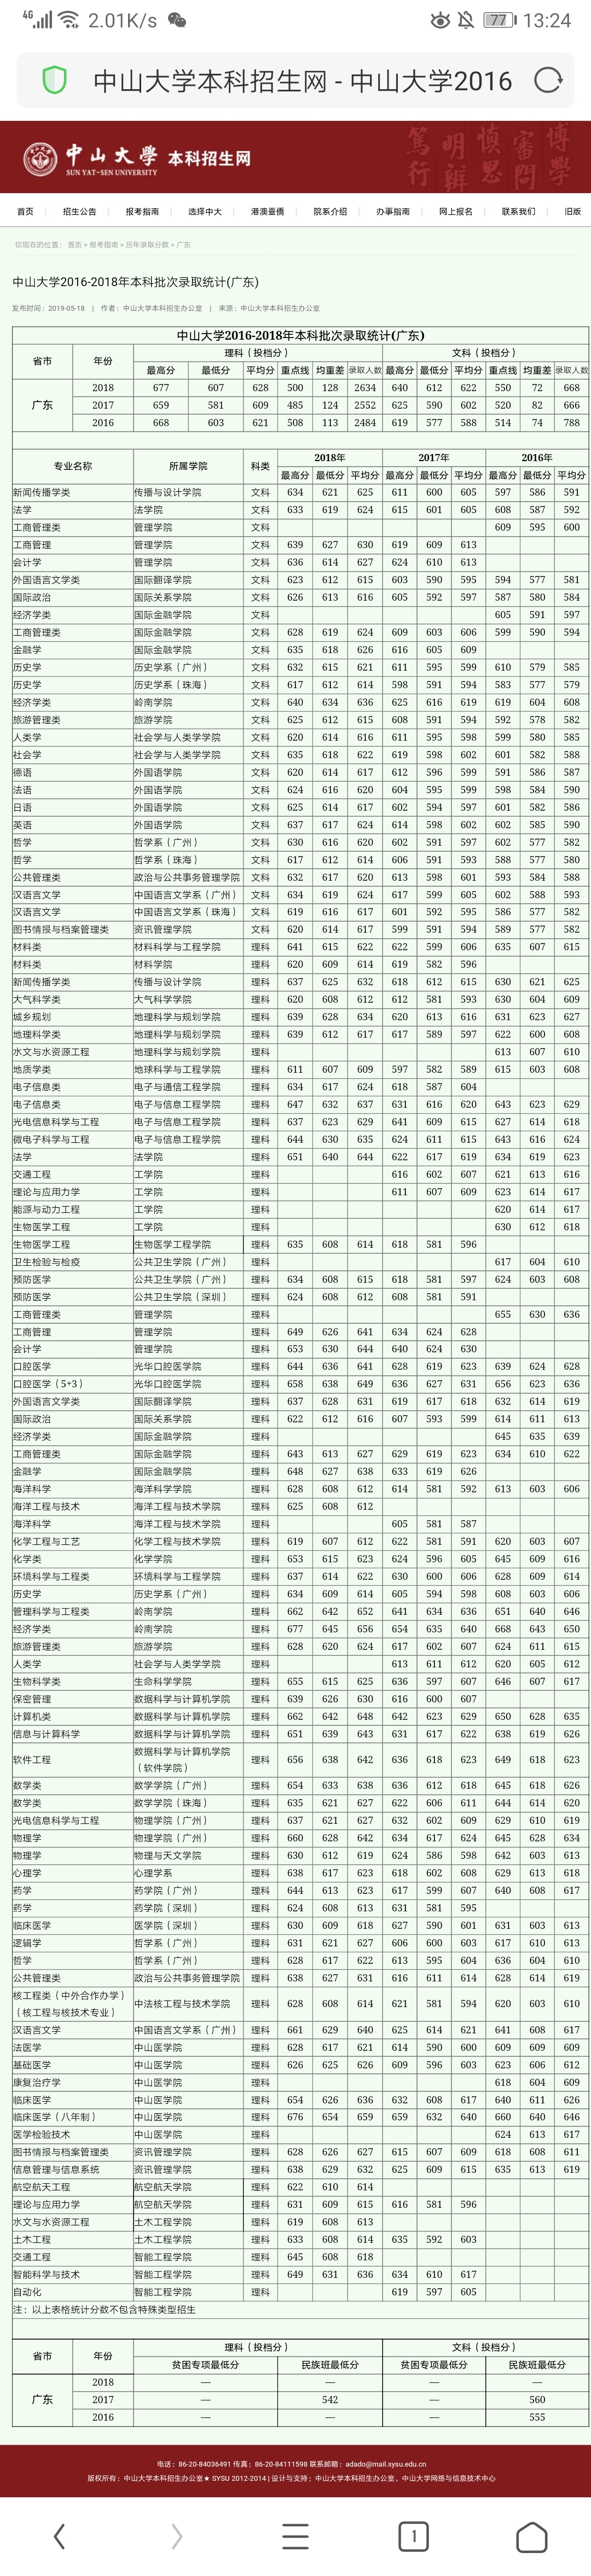 4G 2.01K/s 77 13:24
中山大学本科招生网 - 中山大学2016
中山大學 本科招生网 博學 審問 慎思 明辨 篤行
SUN YAT-SEN UNIVERSITY
首页 招生公告 报考指南 选择中大 港澳臺僑 院系介绍 办事指南 网上报名 联系我们 旧版
你现在的位置： 首页 > 报考指南 > 历年录取分数 > 广东
中山大学2016-2018年本科批次录取统计(广东)
发布时间：2019-05-18 | 作者：中山大学本科招生办公室 | 来源：中山大学本科招生办公室
中山大学2016-2018年本科批次录取统计(广东)
省市 年份 理科（投档分） 文科（投档分）
最高分 最低分 平均分 重点线 均重差 录取人数 最高分 最低分 平均分 重点线 均重差 录取人数
广东 2018 677 607 628 500 128 2634 640 612 622 550 72 668
2017 659 581 609 485 124 2552 625 590 602 520 82 666
2016 668 603 621 508 113 2484 619 577 588 514 74 788
专业名称 所属学院 科类 2018年 2017年 2016年
最高分 最低分 平均分 最高分 最低分 平均分 最高分 最低分 平均分
新闻传播学类 传播与设计学院 文科 634 621 625 611 600 605 597 586 591
法学 法学院 文科 633 619 624 615 601 605 608 587 592
工商管理类 管理学院 文科 609 595 600
工商管理 管理学院 文科 639 627 630 619 609 613
会计学 管理学院 文科 636 614 627 624 610 613
外国语言文学类 国际翻译学院 文科 623 612 615 603 590 595 594 577 581
国际政治 国际关系学院 文科 626 613 616 605 592 597 587 580 584
经济学类 国际金融学院 文科 605 591 597
工商管理类 国际金融学院 文科 628 619 624 609 603 606 599 590 594
金融学 国际金融学院 文科 635 618 626 616 605 609
历史学 历史学系（广州） 文科 632 615 621 611 595 599 610 579 585
历史学 历史学系（珠海） 文科 617 612 614 598 591 594 583 577 579
经济学类 岭南学院 文科 640 634 636 625 616 619 619 604 608
旅游管理类 旅游学院 文科 625 612 615 608 591 594 592 578 582
人类学 社会学与人类学学院 文科 620 614 616 611 595 598 599 580 585
社会学 社会学与人类学学院 文科 635 618 622 619 598 602 601 582 588
德语 外国语学院 文科 620 614 617 612 596 599 591 586 587
法语 外国语学院 文科 624 616 620 604 595 599 598 584 590
日语 外国语学院 文科 625 614 617 602 594 597 601 582 586
英语 外国语学院 文科 637 617 624 614 598 602 602 585 590
哲学 哲学系（广州） 文科 630 616 620 602 591 597 602 577 582
哲学 哲学系（珠海） 文科 617 612 614 606 591 593 588 577 580
公共管理类 政治与公共事务管理学院 文科 632 617 620 613 598 601 593 584 588
汉语言文学 中国语言文学系（广州） 文科 634 619 624 617 599 605 602 588 593
汉语言文学 中国语言文学系（珠海） 文科 619 616 617 601 592 595 586 577 582
图书情报与档案管理类 资讯管理学院 文科 620 614 617 599 591 594 589 577 582
材料类 材料科学与工程学院 理科 641 615 622 622 599 606 635 607 615
材料类 材料学院 理科 620 609 614 619 582 596
新闻传播学类 传播与设计学院 理科 637 625 632 618 612 615 630 621 625
大气科学类 大气科学学院 理科 620 608 612 612 581 593 630 604 609
城乡规划 地理科学与规划学院 理科 639 628 634 620 613 616 631 623 627
地理科学类 地理科学与规划学院 理科 639 612 617 617 589 597 622 600 608
水文与水资源工程 地理科学与规划学院 理科 613 607 610
地质学类 地球科学与工程学院 理科 611 607 609 597 582 589 615 603 608
电子信息类 电子与通信工程学院 理科 634 617 624 618 587 604
电子信息类 电子与信息工程学院 理科 647 632 637 631 616 620 643 623 629
光电信息科学与工程 电子与信息工程学院 理科 637 623 629 641 609 615 627 614 618
微电子科学与工程 电子与信息工程学院 理科 644 630 635 624 611 615 643 616 624
法学 法学院 理科 651 640 644 622 617 619 634 619 623
交通工程 工学院 理科 616 602 607 621 613 616
理论与应用力学 工学院 理科 611 607 609 623 614 617
能源与动力工程 工学院 理科 620 614 617
生物医学工程 工学院 理科 630 612 618
生物医学工程 生物医学工程学院 理科 635 608 614 618 581 596
卫生检验与检疫 公共卫生学院（广州） 理科 617 604 610
预防医学 公共卫生学院（广州） 理科 634 608 615 618 581 597 624 603 608
预防医学 公共卫生学院（深圳） 理科 624 608 612 608 581 591
工商管理类 管理学院 理科 655 630 636
工商管理 管理学院 理科 649 626 641 634 624 628
会计学 管理学院 理科 653 630 644 640 624 630
口腔医学 光华口腔医学院 理科 644 636 641 628 619 623 639 624 628
口腔医学（5+3） 光华口腔医学院 理科 658 638 649 636 627 631 656 623 636
外国语言文学类 国际翻译学院 理科 637 628 631 619 617 618 632 614 619
国际政治 国际关系学院 理科 622 612 616 607 593 599 614 611 613
经济学类 国际金融学院 理科 645 635 639
工商管理类 国际金融学院 理科 643 613 627 629 619 623 634 610 622
金融学 国际金融学院 理科 648 627 638 633 619 626
海洋科学 海洋科学学院 理科 628 608 612 614 581 592 613 603 606
海洋工程与技术 海洋工程与技术学院 理科 625 608 612
海洋科学 海洋工程与技术学院 理科 605 581 587
化学工程与工艺 化学工程与技术学院 理科 619 607 612 622 581 591 620 603 607
化学类 化学学院 理科 653 615 623 624 596 605 645 609 616
环境科学与工程类 环境科学与工程学院 理科 637 614 622 630 600 606 628 609 614
历史学 历史学系（广州） 理科 634 609 614 605 594 598 608 603 606
管理科学与工程类 岭南学院 理科 662 642 652 641 634 636 651 640 646
经济学类 岭南学院 理科 677 645 656 654 635 640 668 643 650
旅游管理类 旅游学院 理科 628 620 624 617 602 607 624 611 615
人类学 社会学与人类学学院 理科 613 611 612 620 605 612
生物科学类 生命科学学院 理科 655 615 625 636 597 607 646 607 617
保密管理 数据科学与计算机学院 理科 639 626 630 616 600 607
计算机类 数据科学与计算机学院 理科 662 642 648 642 623 629 650 628 635
信息与计算科学 数据科学与计算机学院 理科 651 639 643 631 617 622 638 619 626
软件工程 数据科学与计算机学院（软件学院） 理科 656 638 642 636 618 623 649 618 623
数学类 数学学院（广州） 理科 654 633 638 636 612 618 645 618 626
数学类 数学学院（珠海） 理科 635 621 627 622 606 611 644 614 620
光电信息科学与工程 物理学院（广州） 理科 637 621 627 632 602 609 629 610 619
物理学 物理学院（广州） 理科 660 628 642 634 617 624 645 628 634
物理学 物理与天文学院 理科 630 612 619 624 586 598 642 603 613
心理学 心理学系 理科 638 617 623 618 602 608 629 613 618
药学 药学院（广州） 理科 644 613 623 617 599 607 640 608 617
药学 药学院（深圳） 理科 624 608 613 631 581 595
临床医学 医学院（深圳） 理科 630 609 618 627 590 601 631 603 613
逻辑学 哲学系（广州） 理科 631 621 627 606 600 603 617 610 613
哲学 哲学系（广州） 理科 628 617 622 613 595 604 636 604 610
公共管理类 政治与公共事务管理学院 理科 638 627 631 616 611 614 628 614 619
核工程类（中外合作办学）（核工程与核技术专业） 中法核工程与技术学院 理科 628 608 614 621 581 594 620 603 610
汉语言文学 中国语言文学系（广州） 理科 661 629 640 625 614 621 641 608 617
法医学 中山医学院 理科 628 617 621 614 590 600 609 609 609
基础医学 中山医学院 理科 626 625 626 609 596 603 623 606 612
康复治疗学 中山医学院 理科 618 604 609
临床医学 中山医学院 理科 654 626 636 632 608 617 640 611 626
临床医学（八年制） 中山医学院 理科 676 654 659 659 632 640 660 640 646
医学检验技术 中山医学院 理科 624 613 617
图书情报与档案管理类 资讯管理学院 理科 628 626 627 615 607 609 618 608 611
信息管理与信息系统 资讯管理学院 理科 638 629 632 625 609 615 635 613 619
航空航天工程 航空航天学院 理科 622 610 614
理论与应用力学 航空航天学院 理科 631 609 615 616 581 596
水文与水资源工程 土木工程学院 理科 619 608 613
土木工程 土木工程学院 理科 633 608 614 635 592 603
交通工程 智能工程学院 理科 645 608 618
智能科学与技术 智能工程学院 理科 649 631 636 634 610 617
自动化 智能工程学院 理科 619 597 605
注：以上表格统计分数不包含特殊类型招生
省市 年份 理科（投档分） 文科（投档分）
贫困专项最低分 民族班最低分 贫困专项最低分 民族班最低分
广东 2018 — — — —
2017 — 542 — 560
2016 — — — 555
电话：86-20-84036491 传真：86-20-84111598 联系邮箱：adado@mail.sysu.edu.cn
版权所有：中山大学本科招生办公室★ SYSU 2012-2014 | 设计与支持：中山大学本科招生办公室、中山大学网络与信息技术中心
1